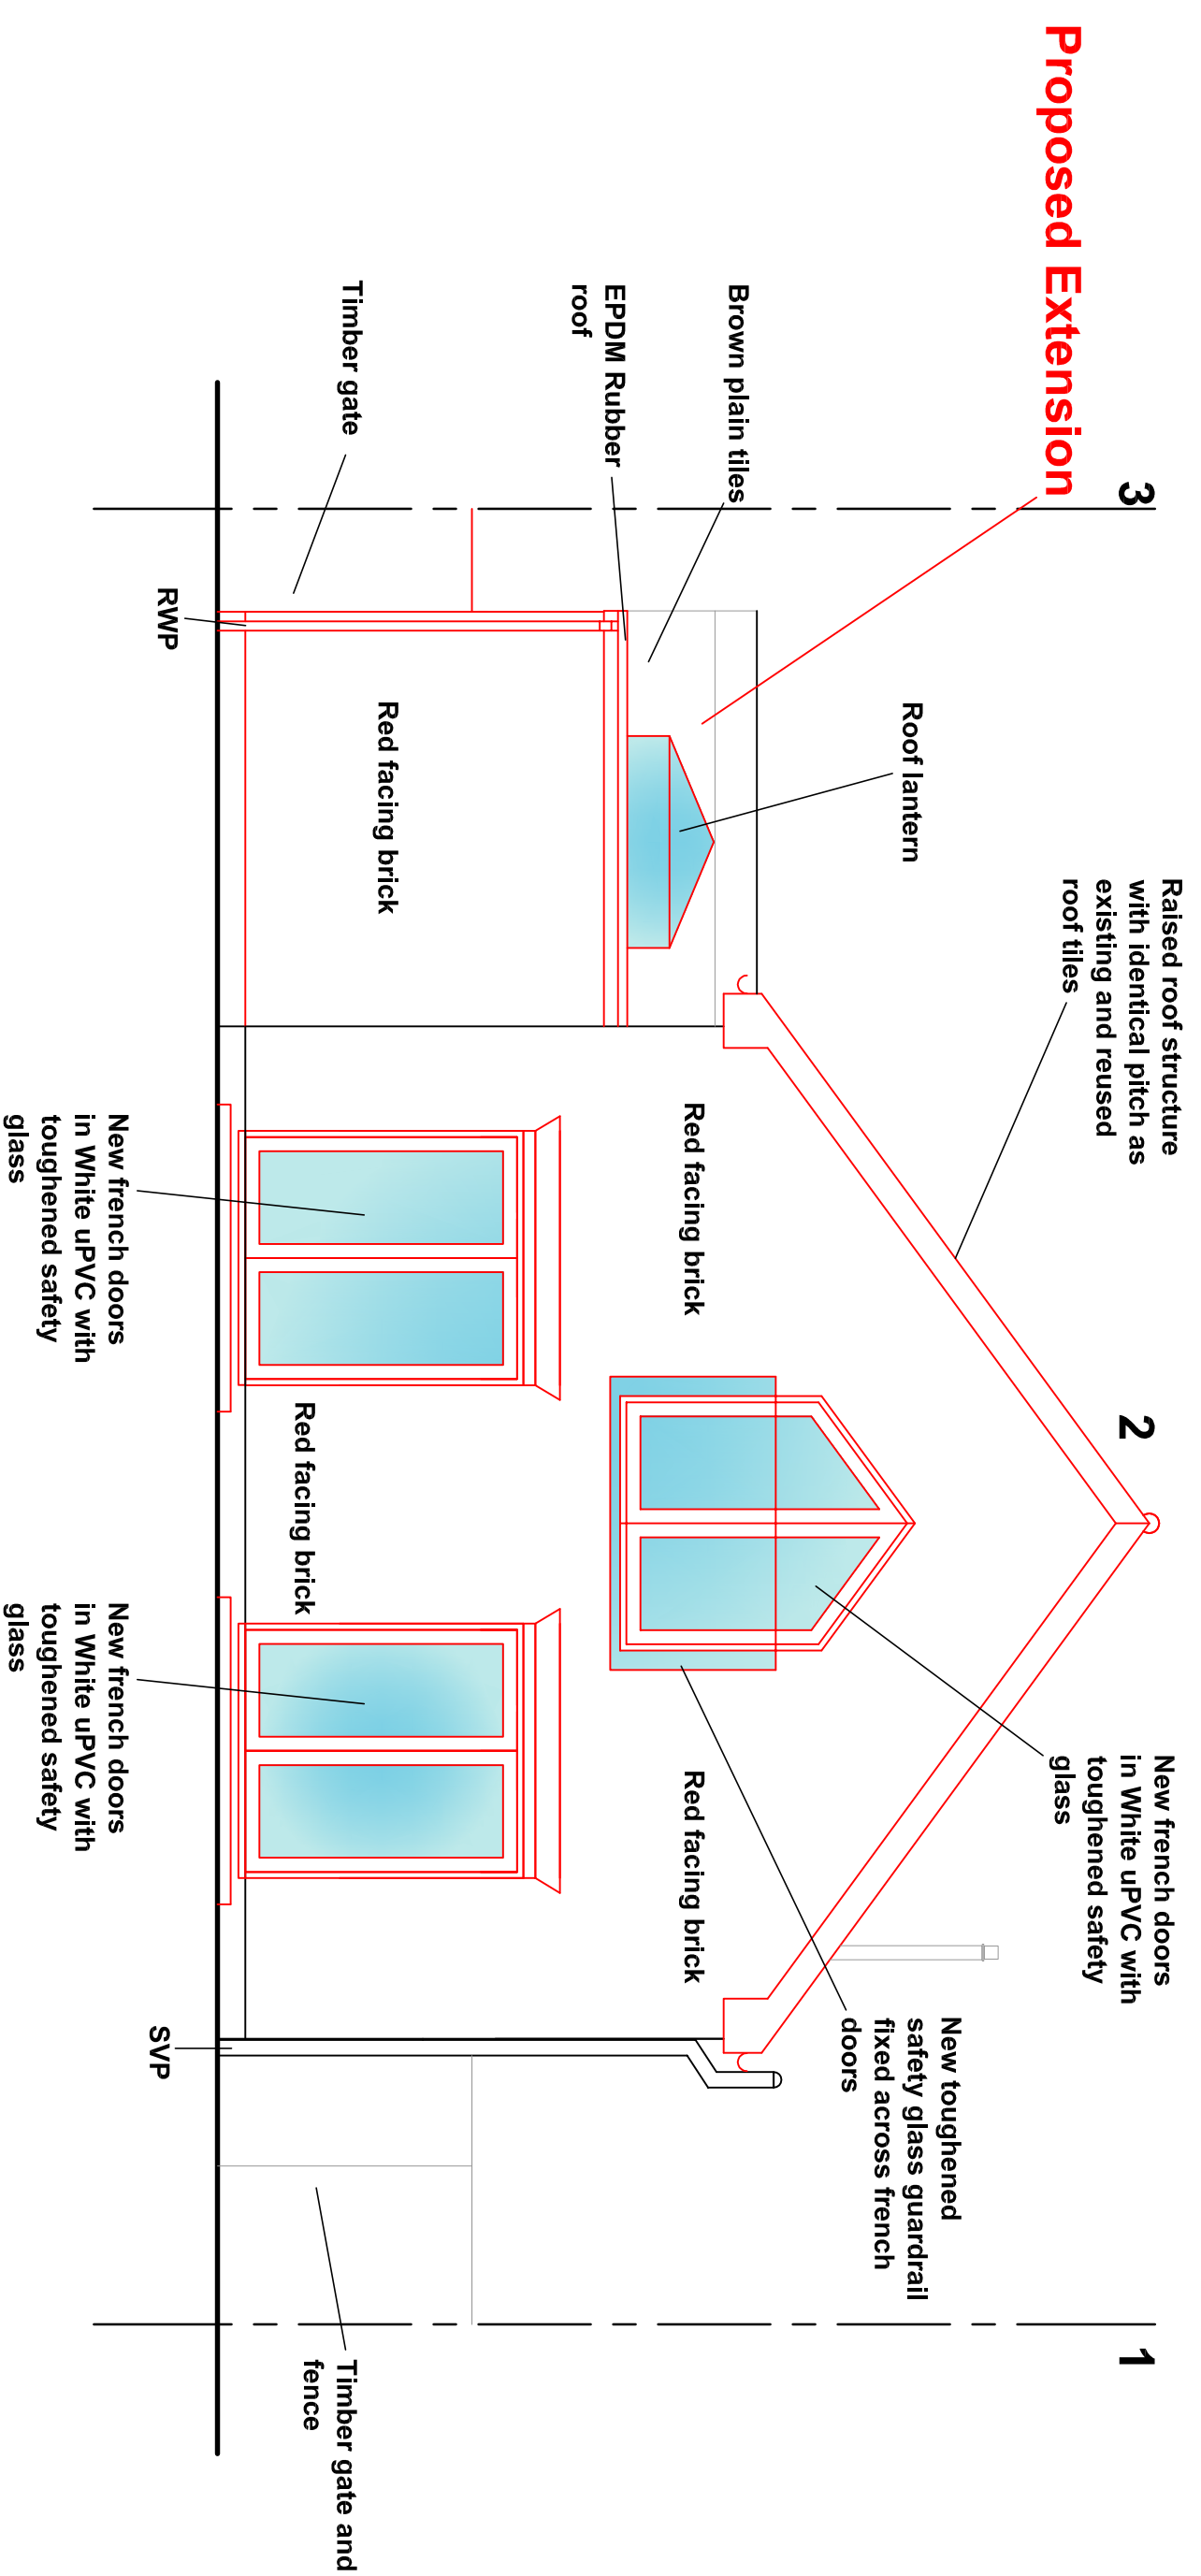 Proposed Extension
3
2
1
Raised roof structure
with identical pitch as
existing and reused
roof tiles
New french doors
in White uPVC with
toughened safety
glass
Roof lantern
New toughened
safety glass guardrail
fixed across french
doors
Brown plain tiles
EPDM Rubber
roof
Red facing brick
Red facing brick
Timber gate
Red facing brick
Red facing brick
Timber gate and
fence
RWP
SVP
New french doors
in White uPVC with
toughened safety
glass
New french doors
in White uPVC with
toughened safety
glass